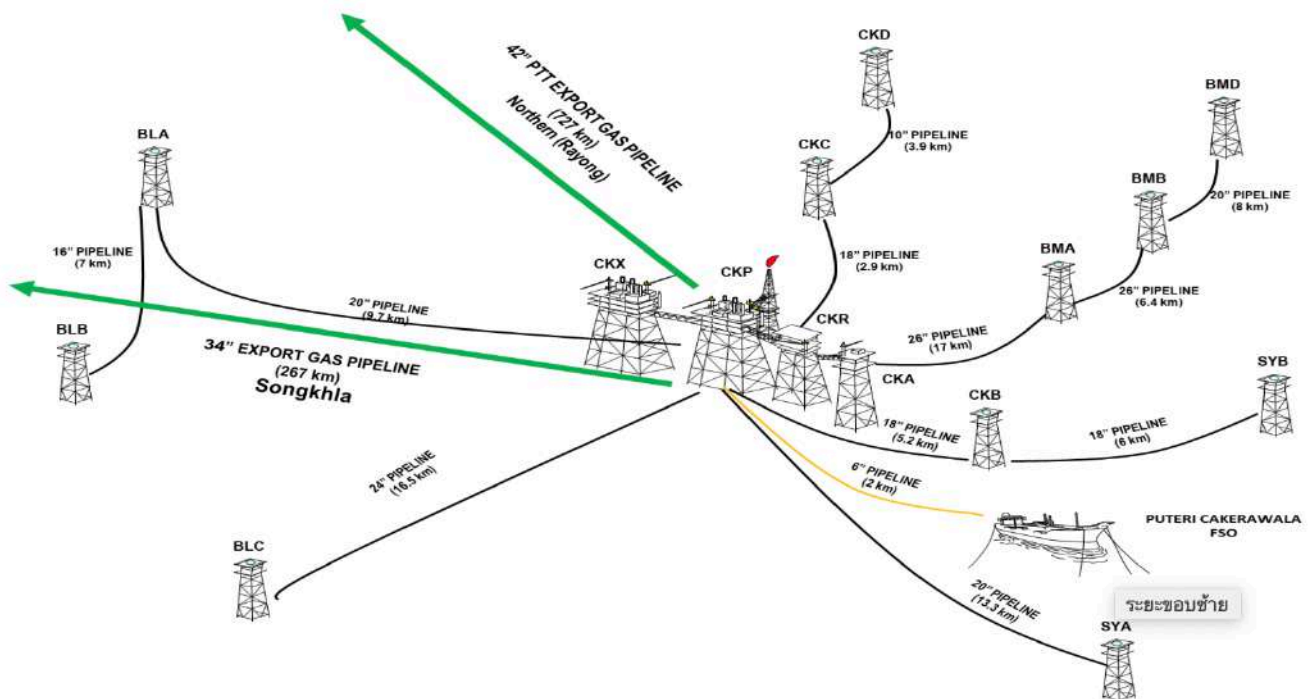 CKD
42" PTT EXPORT GAS PIPELINE
(727 km)
Northern (Rayong)
BMD
BLA
10" PIPELINE
(3.9 km)
CKC
BMB
20" PIPELINE
(8 km)
16" PIPELINE
(7 km)
18" PIPELINE
(2.9 km)
BMA
CKX
CKP
26" PIPELINE
(6.4 km)
20" PIPELINE
(9.7 km)
CKR
BLB
26" PIPELINE
(17 km)
34" EXPORT GAS PIPELINE
(267 km)
Songkhla
CKA
SYB
CKB
18" PIPELINE
(5.2 km)
18" PIPELINE
(6 km)
24" PIPELINE
(16.5 km)
6" PIPELINE
(2 km)
PUTERI CAKERAWALA
FSO
BLC
20" PIPELINE
(13.3 km)
ระยะขอบซ้าย
SYA